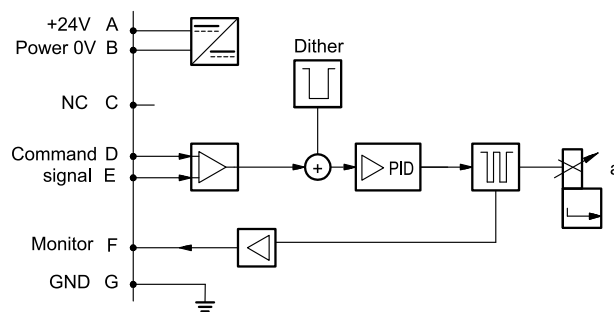 +24V A
Power 0V B
Dither
NC C
Command D
signal E
+
PID
a
Monitor F
GND G